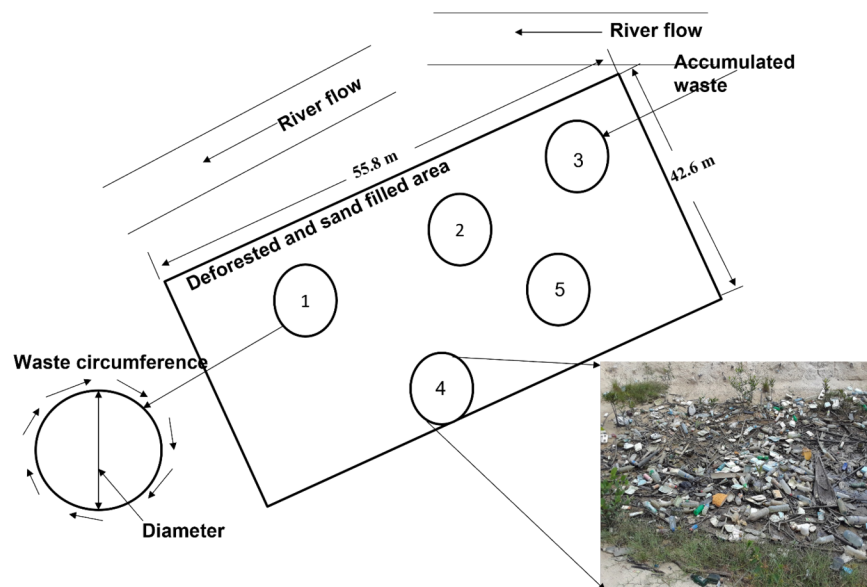 River flow
Accumulated
waste
River flow
55.8 m
42.6 m
Deforested and sand filled area
3
2
1
5
Waste circumference
4
Diameter